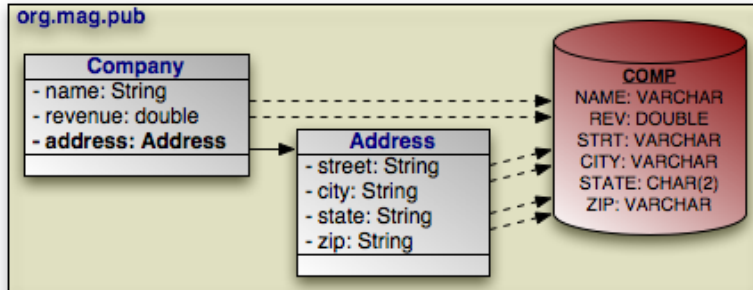 org.mag.pub
Company
- name: String
- revenue: double
- address: Address
Address
- street: String
- city: String
- state: String
- zip: String
COMP
NAME: VARCHAR
REV: DOUBLE
STRT: VARCHAR
CITY: VARCHAR
STATE: CHAR(2)
ZIP: VARCHAR